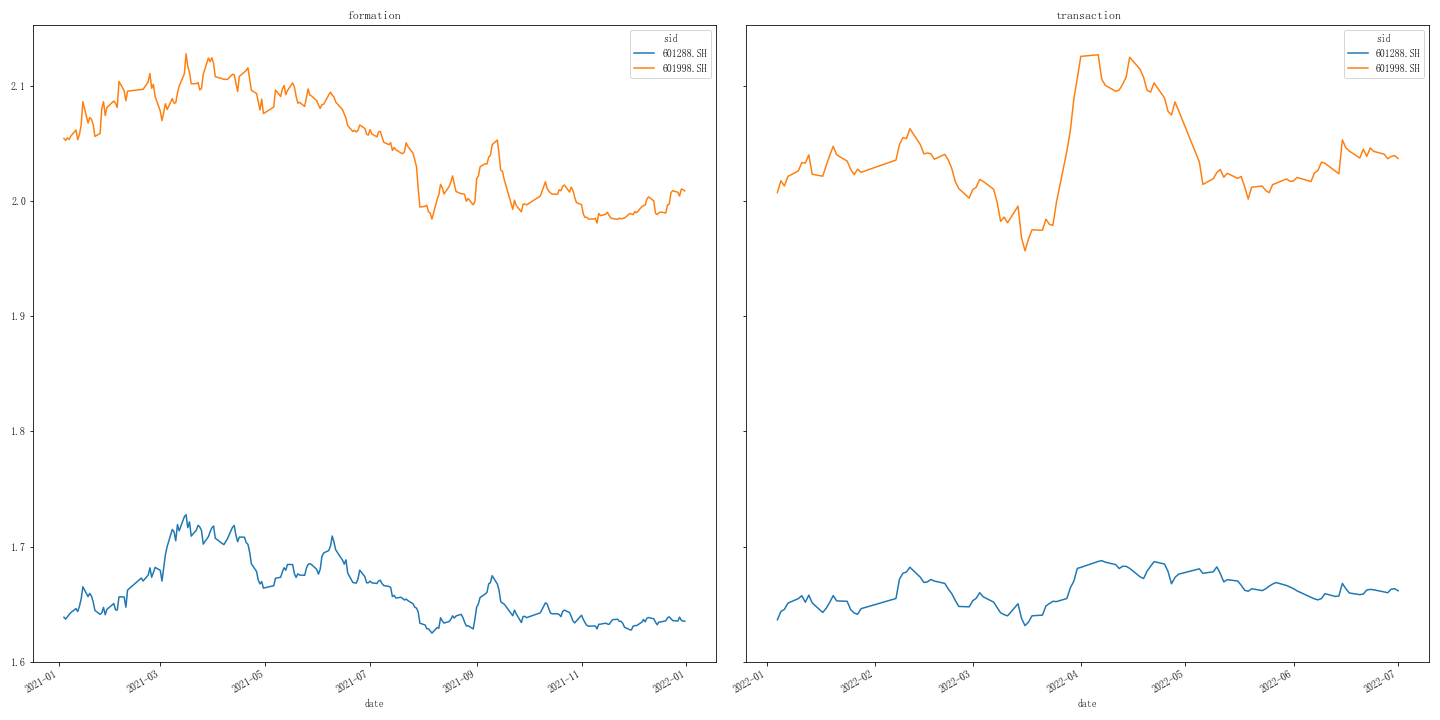 formation
sid
601288.SH
601998.SH
2.1
2.0
1.9
1.8
1.7
1.6
2021-01
2021-03
2021-05
2021-07
2021-09
2021-11
2022-01
date
transaction
sid
601288.SH
601998.SH
2022-01
2022-02
2022-03
2022-04
2022-05
2022-06
2022-07
date